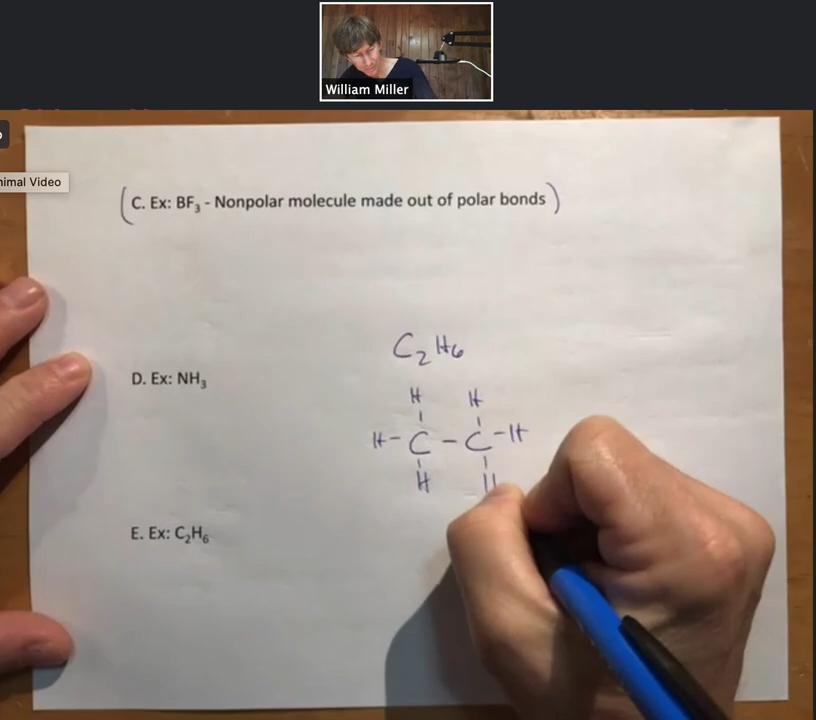 William Miller
nimal Video
(C. Ex: BF₃ - Nonpolar molecule made out of polar bonds)
C₂H₆
D. Ex: NH₃
H H
H-C-C-H
H H
E. Ex: C₂H₆